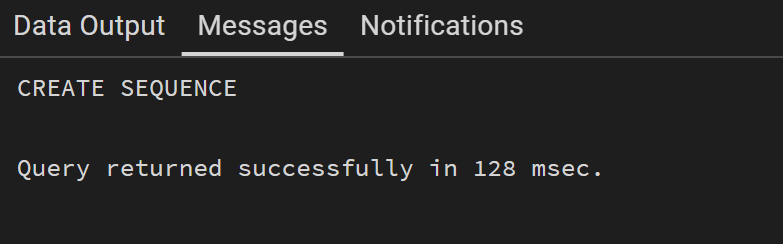 Data Output Messages Notifications
CREATE SEQUENCE
Query returned successfully in 128 msec.